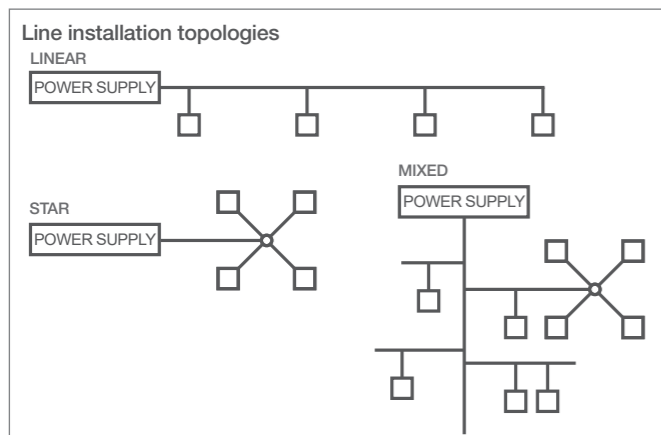 Line installation topologies
LINEAR
POWER SUPPLY
STAR
POWER SUPPLY
MIXED
POWER SUPPLY